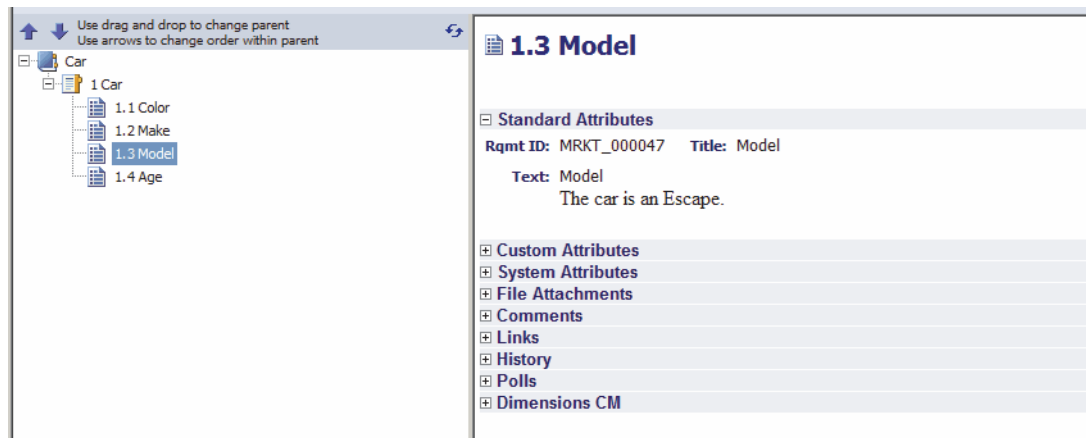 Use drag and drop to change parent
Use arrows to change order within parent
Car
1 Car
1.1 Color
1.2 Make
1.3 Model
1.4 Age
1.3 Model
Standard Attributes
Rqmt ID: MRKT_000047 Title: Model
Text: Model
The car is an Escape.
Custom Attributes
System Attributes
File Attachments
Comments
Links
History
Polls
Dimensions CM